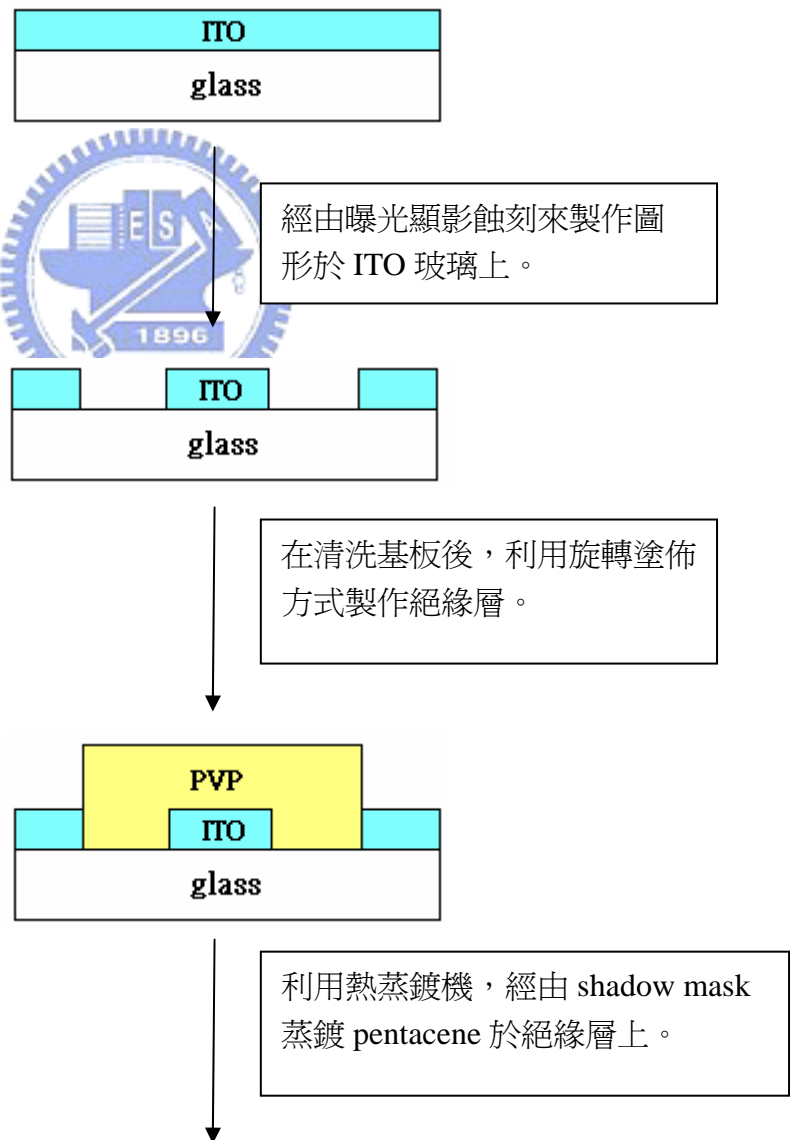 ITO
glass
經由曝光顯影蝕刻來製作圖
形於 ITO 玻璃上。
E S A
1896
ITO
glass
在清洗基板後，利用旋轉塗佈
方式製作絕緣層。
PVP
ITO
glass
利用熱蒸鍍機，經由 shadow mask
蒸鍍 pentacene 於絕緣層上。